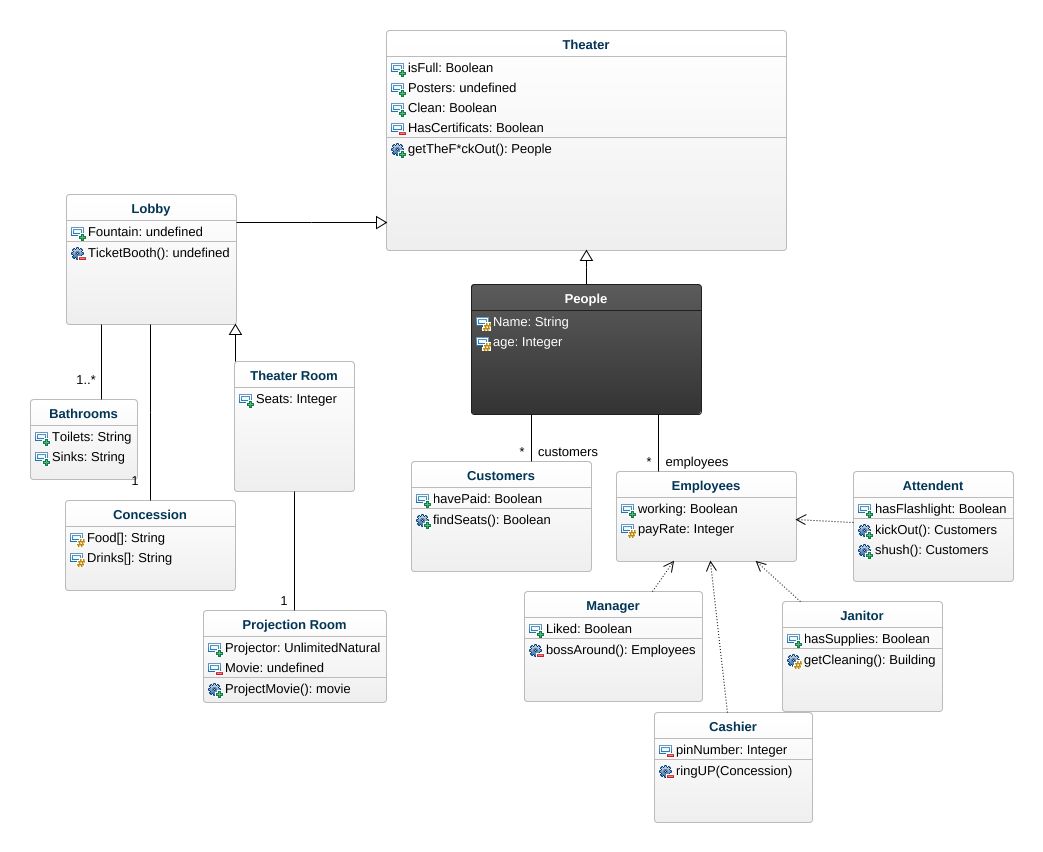 Theater
isFull: Boolean
Posters: undefined
Clean: Boolean
HasCertificats: Boolean
getTheF*ckOut(): People
Lobby
Fountain: undefined
TicketBooth(): undefined
People
Name: String
age: Integer
1..*
Theater Room
Seats: Integer
Bathrooms
Toilets: String
Sinks: String
1
* customers
* employees
Customers
havePaid: Boolean
findSeats(): Boolean
Employees
working: Boolean
payRate: Integer
Attendent
hasFlashlight: Boolean
kickOut(): Customers
shush(): Customers
Concession
Food[]: String
Drinks[]: String
1
Projection Room
Projector: UnlimitedNatural
Movie: undefined
ProjectMovie(): movie
Manager
Liked: Boolean
bossAround(): Employees
Janitor
hasSupplies: Boolean
getCleaning(): Building
Cashier
pinNumber: Integer
ringUP(Concession)